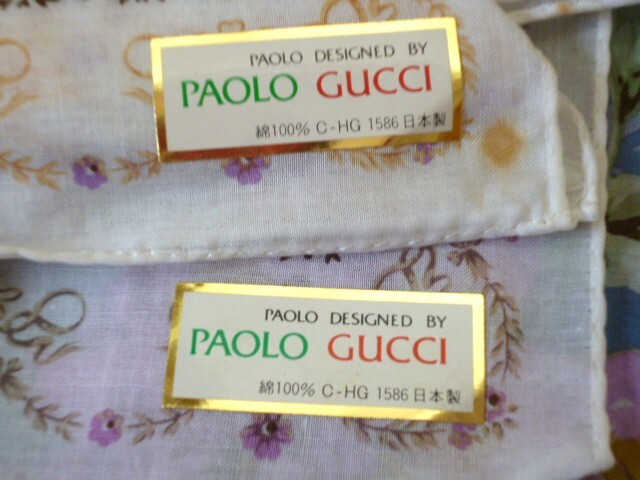 PAOLO DESIGNED BY
PAOLO GUCCI
綿100% C-HG 1586 日本製
PAOLO DESIGNED BY
PAOLO GUCCI
綿100% C-HG 1586 日本製